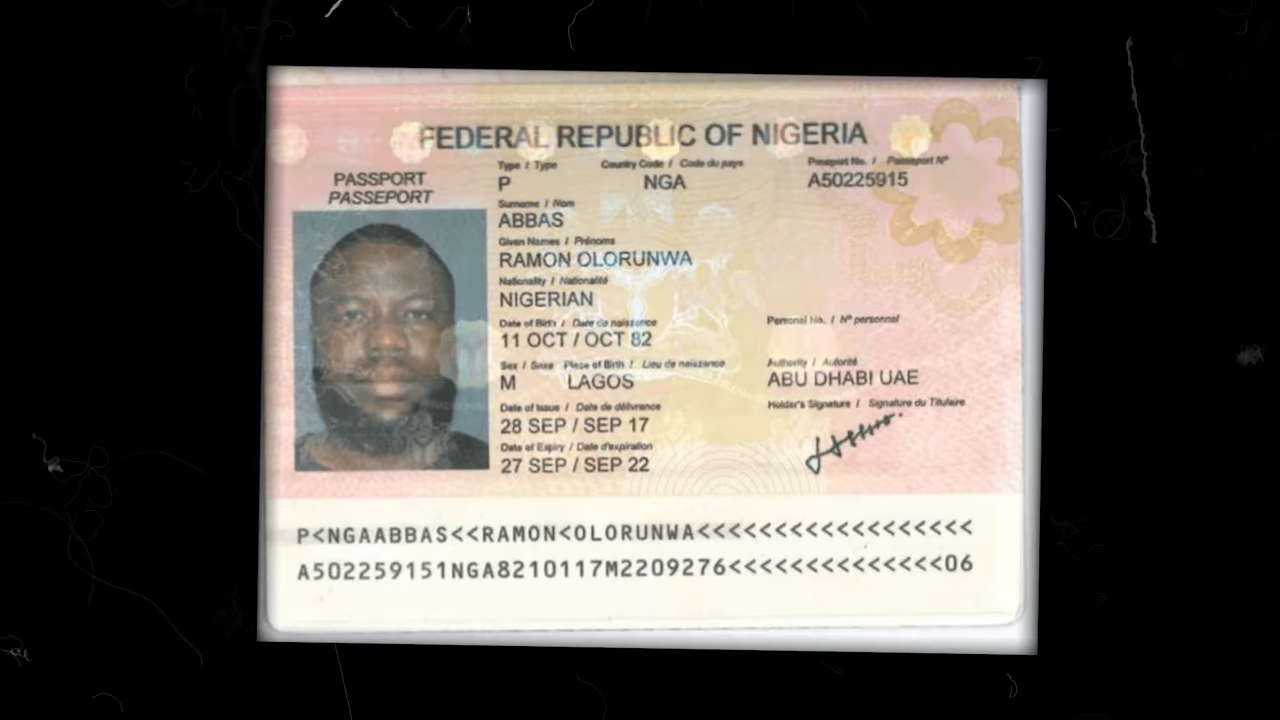 FEDERAL REPUBLIC OF NIGERIA
PASSPORT
PASSEPORT
Type / Type Country Code / Code du pays Passport No. / Passeport N°
P NGA A50225915
Surname / Nom
ABBAS
Given Names / Prénoms
RAMON OLORUNWA
Nationality / Nationalité
NIGERIAN
Date of Birth / Date de naissance Personal No. / N° personnel
11 OCT / OCT 82
Sex / Sexe Place of Birth / Lieu de naissance Authority / Autorité
M LAGOS ABU DHABI UAE
Date of Issue / Date de délivrance Holder's Signature / Signature du Titulaire
28 SEP / SEP 17
Date of Expiry / Date d'expiration
27 SEP / SEP 22
P<NGAABBAS<<RAMON<OLORUNWA<<<<<<<<<<<<<<<<<<
A502259151NGA8210117M2209276<<<<<<<<<<<<<<06